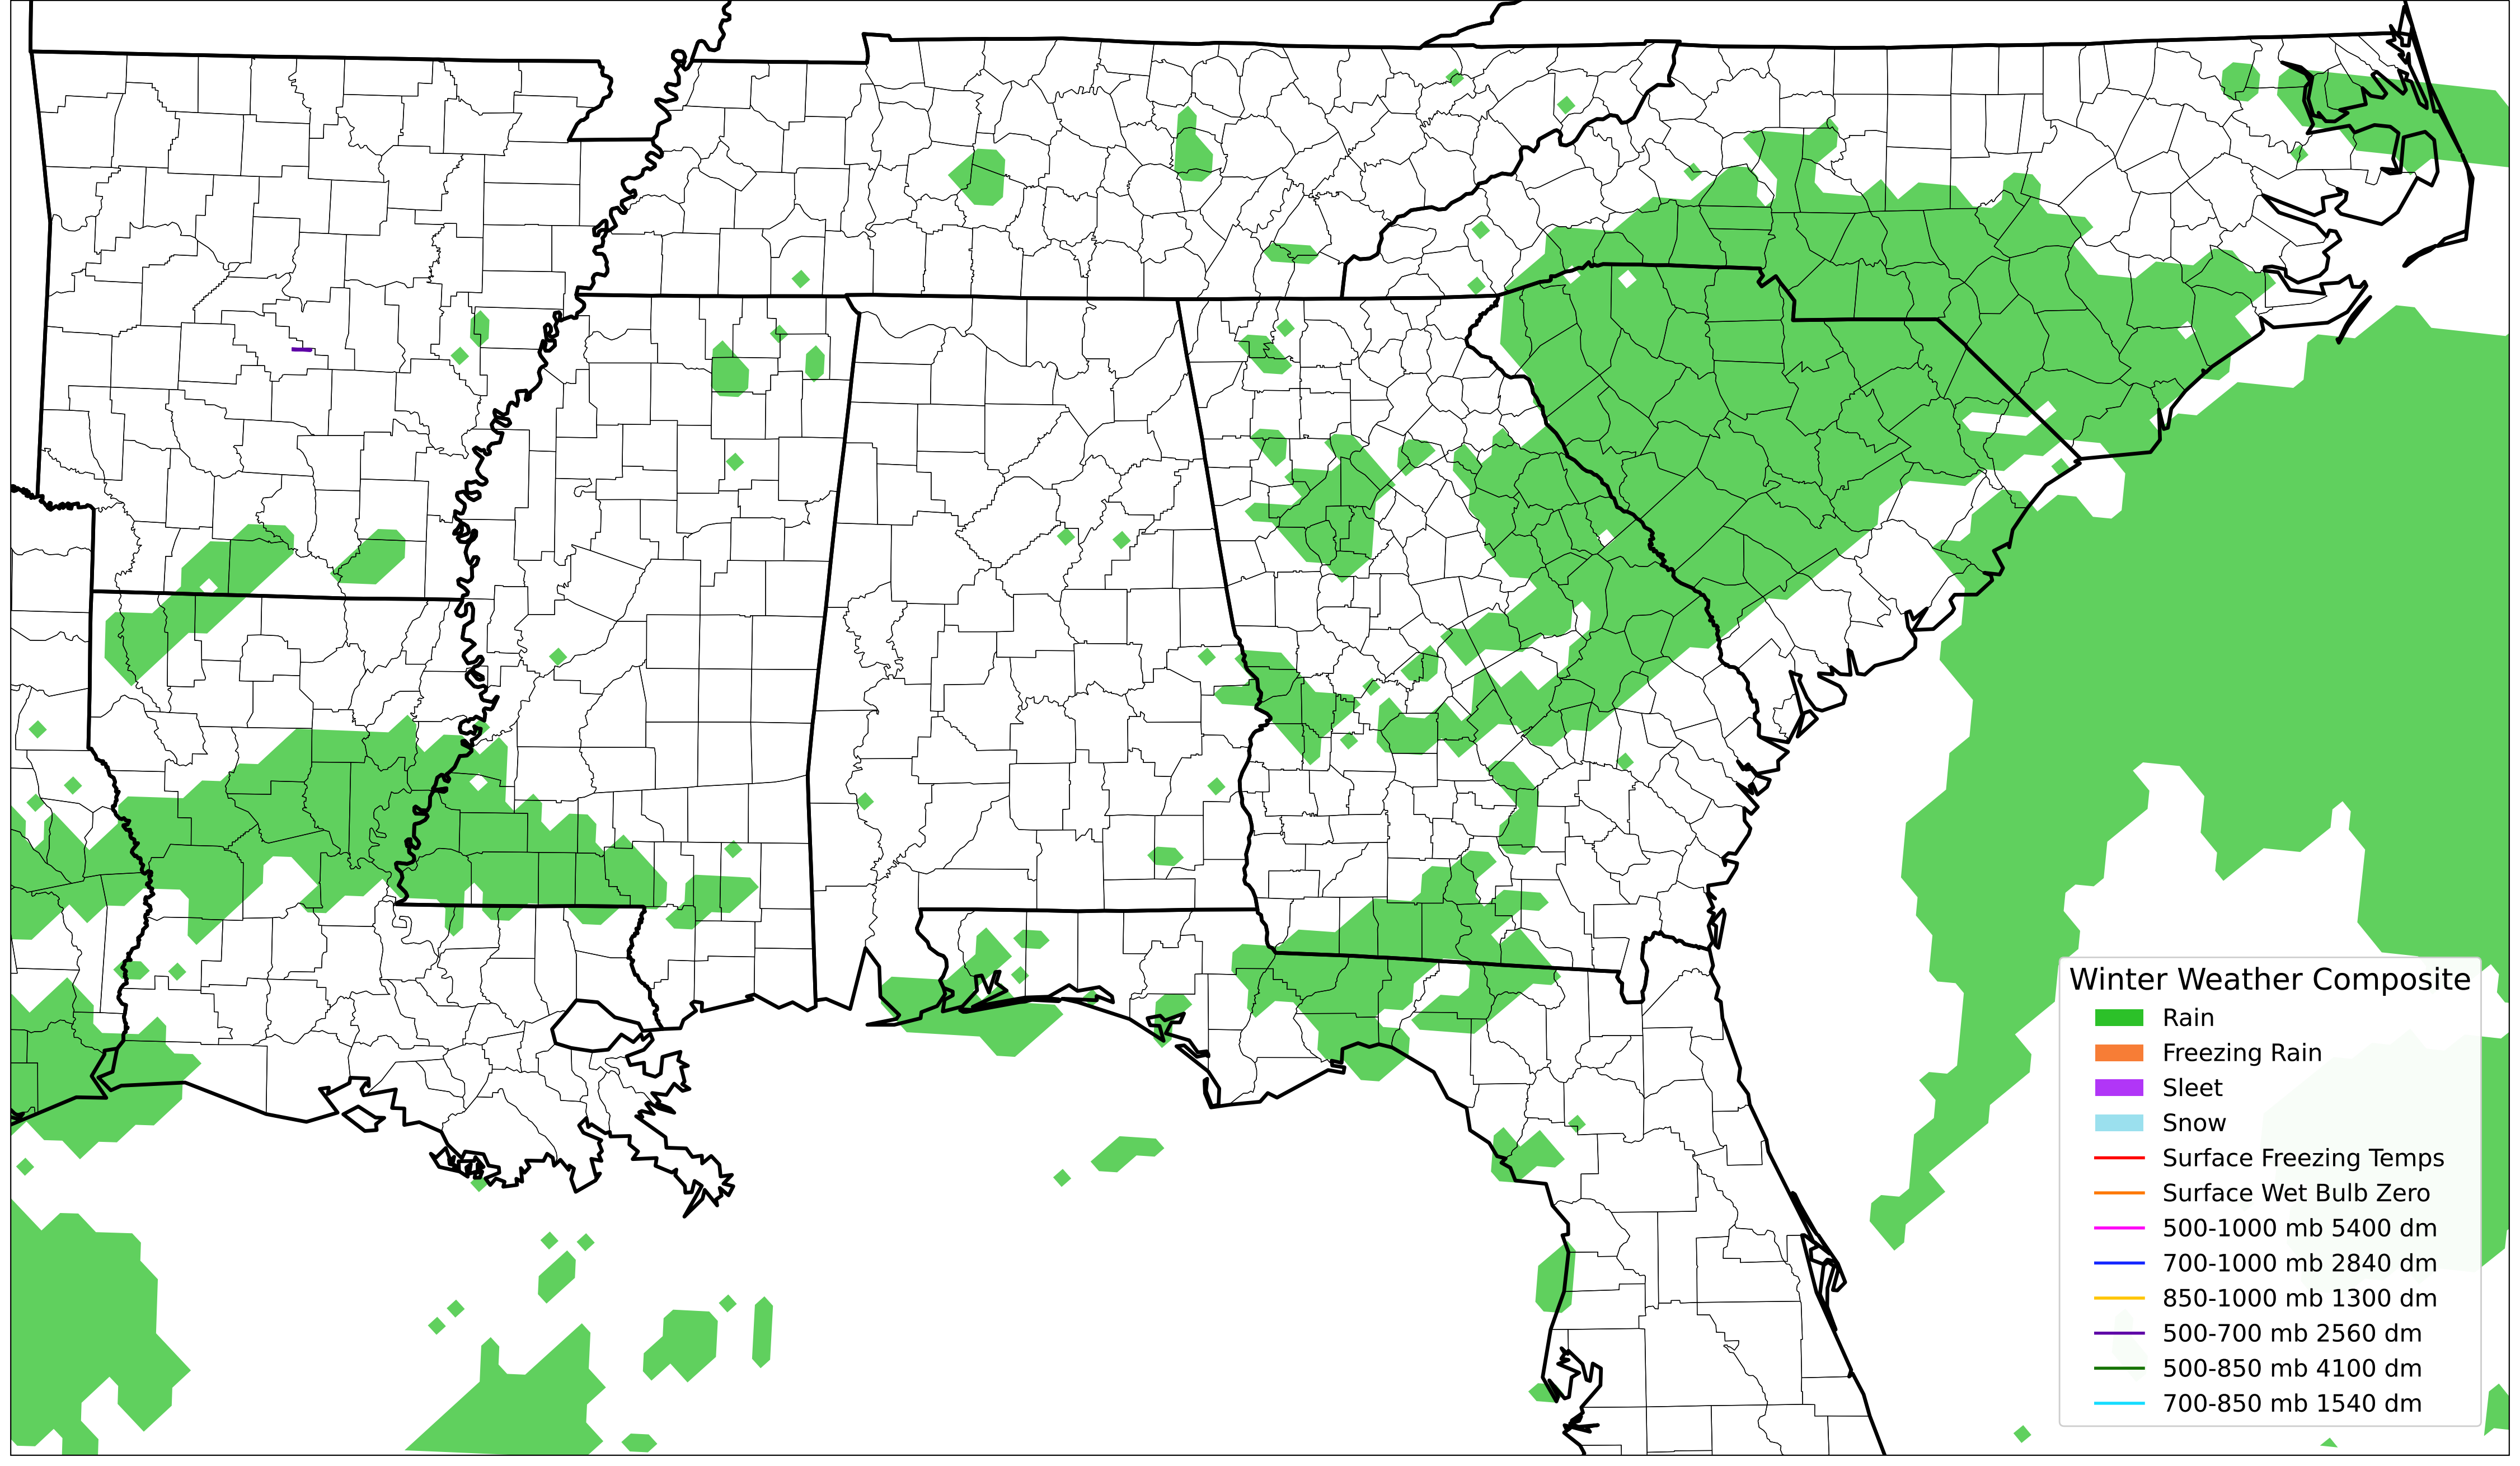 Winter Weather Composite
Rain
Freezing Rain
Sleet
Snow
Surface Freezing Temps
Surface Wet Bulb Zero
500-1000 mb 5400 dm
700-1000 mb 2840 dm
850-1000 mb 1300 dm
500-700 mb 2560 dm
500-850 mb 4100 dm
700-850 mb 1540 dm